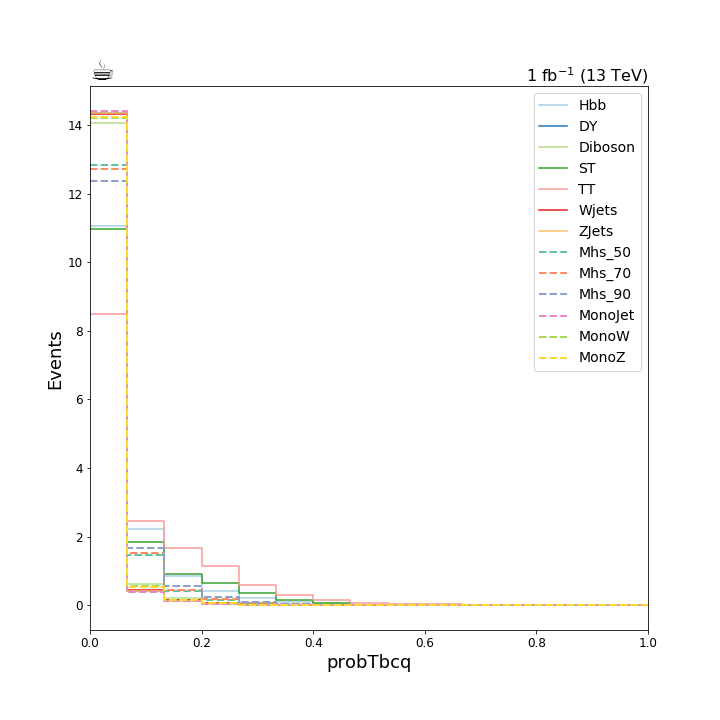 1 fb⁻¹ (13 TeV)
Hbb
DY
Diboson
ST
TT
Wjets
ZJets
Mhs_50
Mhs_70
Mhs_90
MonoJet
MonoW
MonoZ
Events
14
12
10
8
6
4
2
0
0.0 0.2 0.4 0.6 0.8 1.0
probTbcq